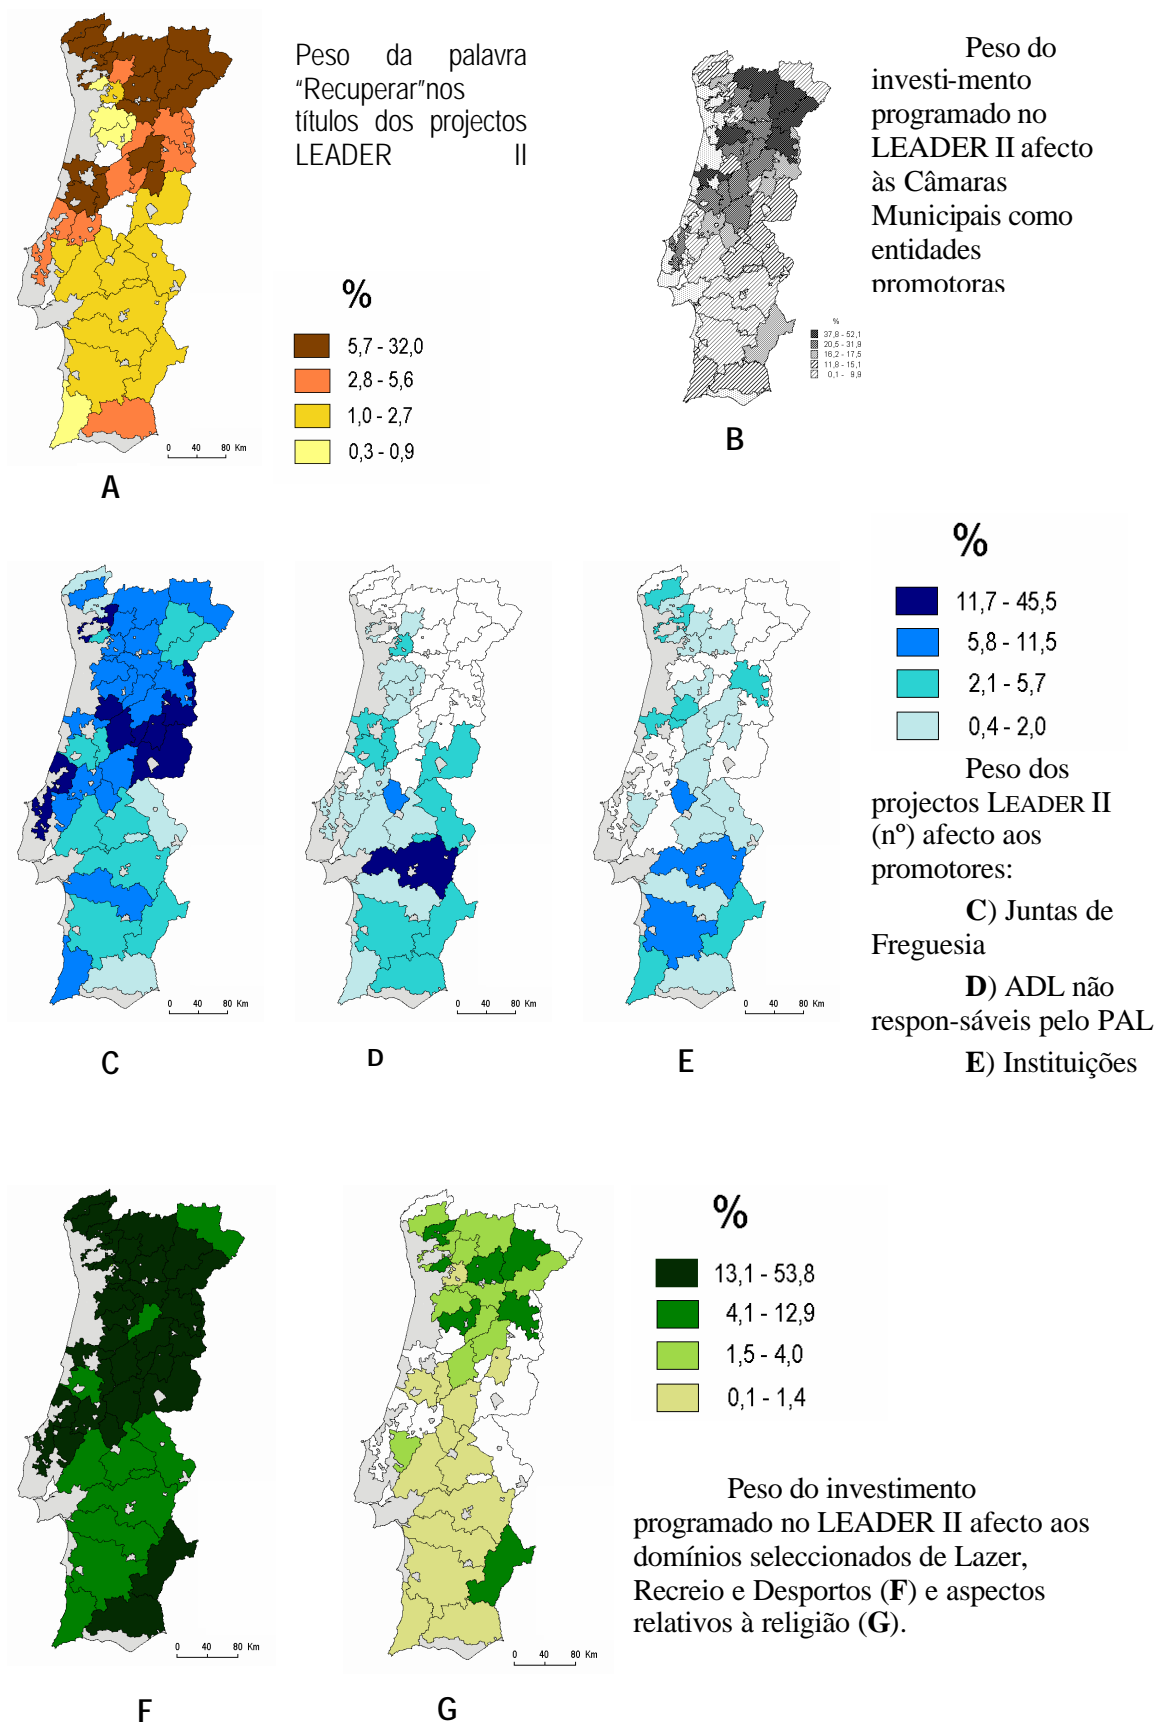 Peso da palavra
“Recuperar”nos
títulos dos projectos
LEADER II
%
5,7 - 32,0
2,8 - 5,6
1,0 - 2,7
0,3 - 0,9
0 40 80 Km
A
Peso do
investi-mento
programado no
LEADER II afecto
às Câmaras
Municipais como
entidades
promotoras
%
37,8 - 52,1
20,5 - 31,9
16,2 - 17,5
11,8 - 15,1
0,1 - 9,9
B
0 40 80 Km
C
0 40 80 Km
D
0 40 80 Km
E
%
11,7 - 45,5
5,8 - 11,5
2,1 - 5,7
0,4 - 2,0
Peso dos
projectos LEADER II
(nº) afecto aos
promotores:
C) Juntas de
Freguesia
D) ADL não
respon-sáveis pelo PAL
E) Instituições
0 40 80 Km
F
0 40 80 Km
G
%
13,1 - 53,8
4,1 - 12,9
1,5 - 4,0
0,1 - 1,4
Peso do investimento
programado no LEADER II afecto aos
domínios seleccionados de Lazer,
Recreio e Desportos (F) e aspectos
relativos à religião (G).